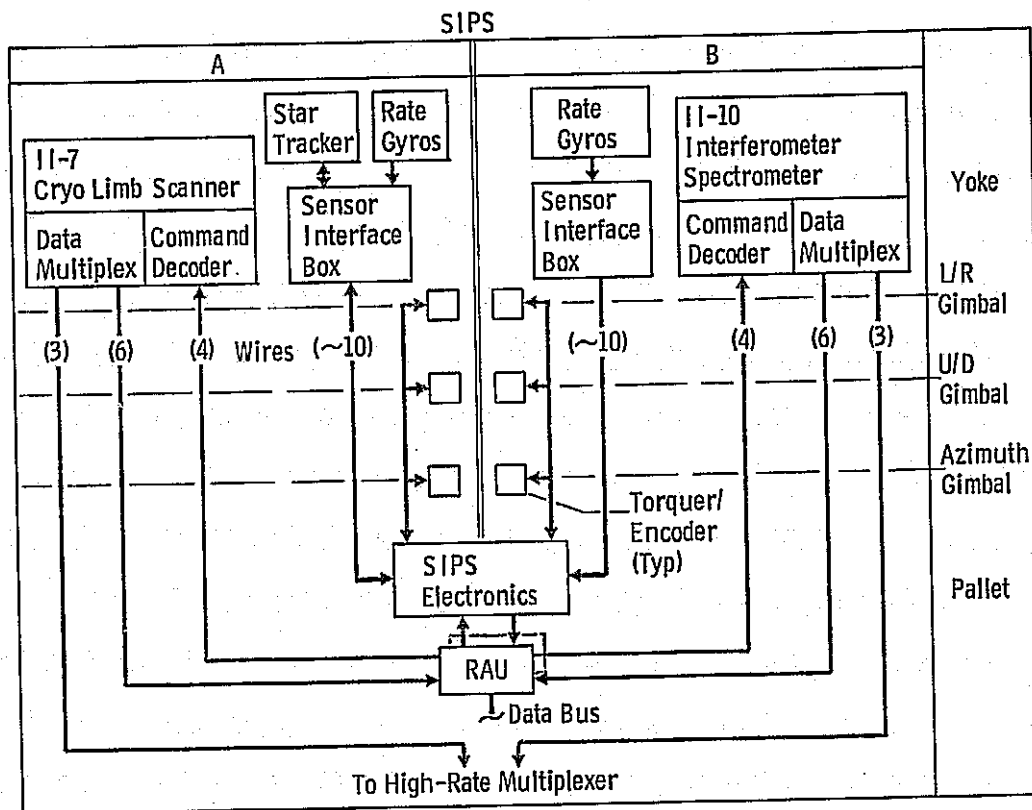 SIPS
A
B
Star
Tracker
Rate
Gyros
Rate
Gyros
II-10
Interferometer
Spectrometer
Command
Decoder
Data
Multiplex
II-7
Cryo Limb Scanner
Data
Multiplex
Command
Decoder.
Sensor
Interface
Box
Sensor
Interface
Box
Yoke
L/R
Gimbal
(3)
(6)
(4)
Wires
(~10)
(~10)
(4)
(6)
(3)
U/D
Gimbal
Azimuth
Gimbal
Torquer/
Encoder
(Typ)
SIPS
Electronics
Pallet
RAU
~Data Bus
To High-Rate Multiplexer